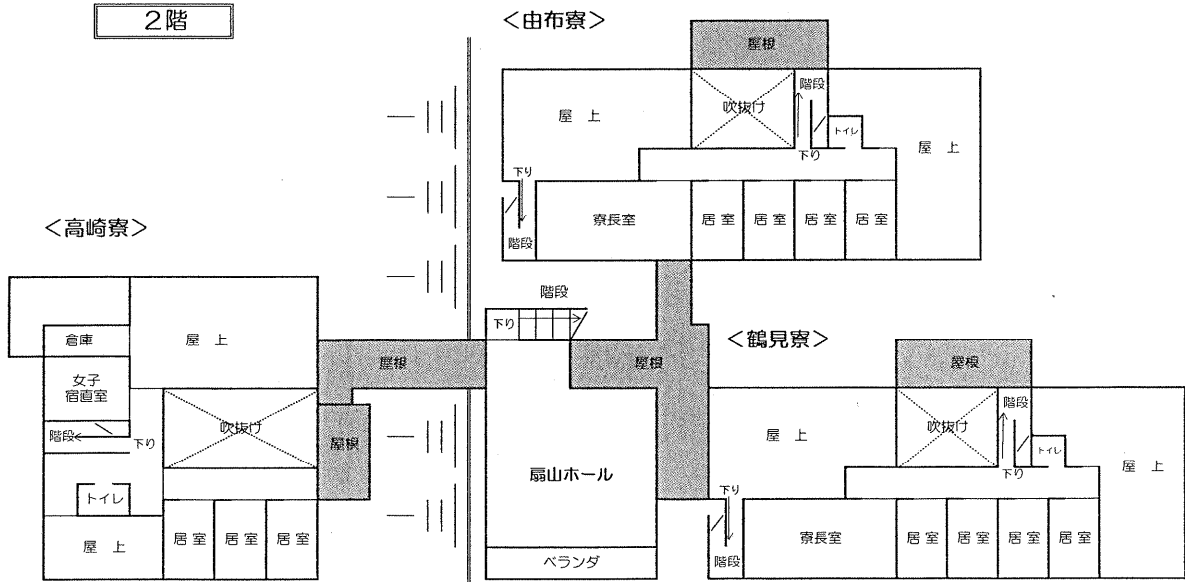 2階
<由布寮>
屋根
階段
吹抜け
屋 上
トイレ
屋 上
下り
下り
寮長室
居 室
居 室
居 室
居 室
階段
<高崎寮>
階段
下り
倉庫
屋 上
屋根
屋根
<鶴見寮>
屋根
女子
宿直室
階段
吹抜け
屋 上
吹抜け
階段
下り
屋根
トイレ
屋 上
扇山ホール
下り
トイレ
下り
屋 上
居 室
居 室
居 室
寮長室
居 室
居 室
居 室
居 室
ベランダ
階段